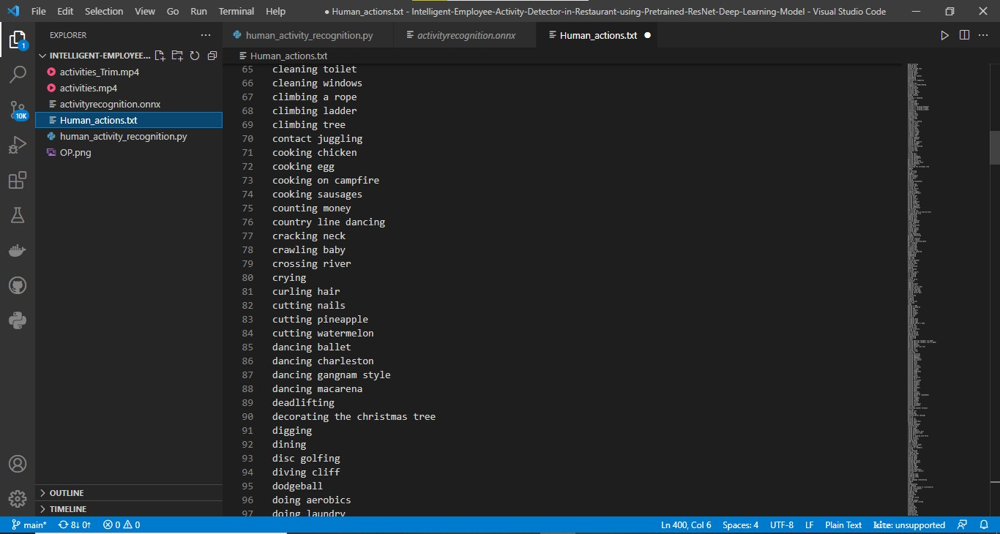 File Edit Selection View Go Run Terminal Help
● Human_actions.txt - Intelligent-Employee-Activity-Detector-in-Restaurant-using-Pretrained-ResNet-Deep-Learning-Model - Visual Studio Code
EXPLORER
human_activity_recognition.py
activityrecognition.onnx
Human_actions.txt
INTELLIGENT-EMPLOYEE...
Human_actions.txt
1
10K
activities_Trim.mp4
activities.mp4
activityrecognition.onnx
Human_actions.txt
human_activity_recognition.py
OP.png
65 cleaning toilet
66 cleaning windows
67 climbing a rope
68 climbing ladder
69 climbing tree
70 contact juggling
71 cooking chicken
72 cooking egg
73 cooking on campfire
74 cooking sausages
75 counting money
76 country line dancing
77 cracking neck
78 crawling baby
79 crossing river
80 crying
81 curling hair
82 cutting nails
83 cutting pineapple
84 cutting watermelon
85 dancing ballet
86 dancing charleston
87 dancing gangnam style
88 dancing macarena
89 deadlifting
90 decorating the christmas tree
91 digging
92 dining
93 disc golfing
94 diving cliff
95 dodgeball
96 doing aerobics
97 doing laundry
OUTLINE
TIMELINE
main* 8↓ 0↑ 0 0
Ln 400, Col 6 Spaces: 4 UTF-8 LF Plain Text kite: unsupported